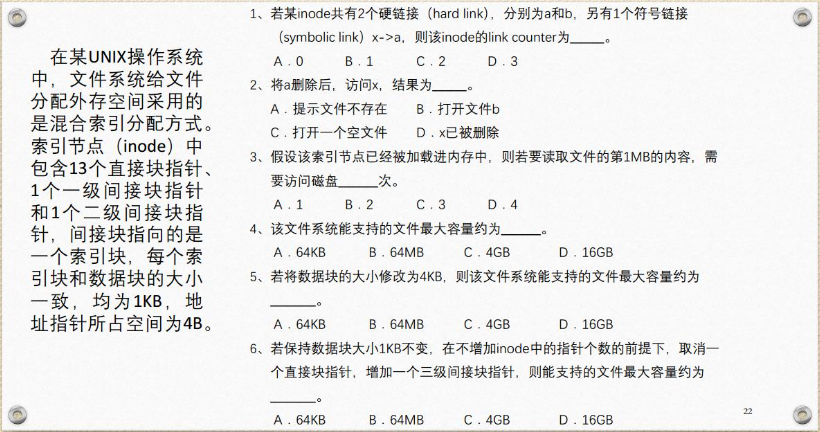 在某UNIX操作系统
中，文件系统给文件
分配外存空间采用的
是混合索引分配方式。
索引节点（inode）中
包含13个直接块指针、
1个一级间接块指针
和1个二级间接块指
针，间接块指向的是
一个索引块，每个索
引块和数据块的大小
一致，均为1KB，地
址指针所占空间为4B。
1、若某inode共有2个硬链接（hard link），分别为a和b，另有1个符号链接
（symbolic link）x->a，则该inode的link counter为_____。
A．0 B．1 C．2 D．3
2、将a删除后，访问x，结果为_____。
A．提示文件不存在 B．打开文件b
C．打开一个空文件 D．x已被删除
3、假设该索引节点已经被加载进内存中，则若要读取文件的第1MB的内容，需
要访问磁盘_____次。
A．1 B．2 C．3 D．4
4、该文件系统能支持的文件最大容量约为_____。
A．64KB B．64MB C．4GB D．16GB
5、若将数据块的大小修改为4KB，则该文件系统能支持的文件最大容量约为
_____。
A．64KB B．64MB C．4GB D．16GB
6、若保持数据块大小1KB不变，在不增加inode中的指针个数的前提下，取消一
个直接块指针，增加一个三级间接块指针，则能支持的文件最大容量约为
_____。
A．64KB B．64MB C．4GB D．16GB
22